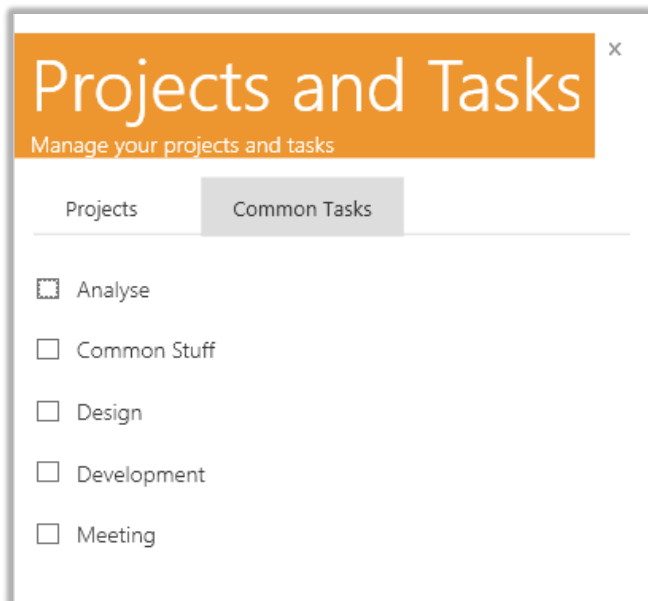 Projects and Tasks
Manage your projects and tasks
Projects
Common Tasks
Analyse
Common Stuff
Design
Development
Meeting